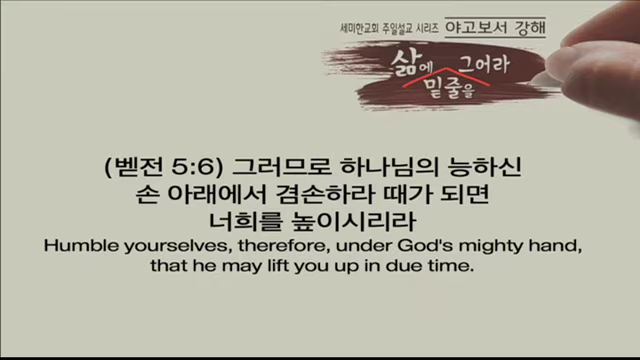 세미한교회 주일설교 시리즈 야고보서 강해
삶에 그어라
밑줄을
(벧전 5:6) 그러므로 하나님의 능하신
손 아래에서 겸손하라 때가 되면
너희를 높이시리라
Humble yourselves, therefore, under God's mighty hand,
that he may lift you up in due time.